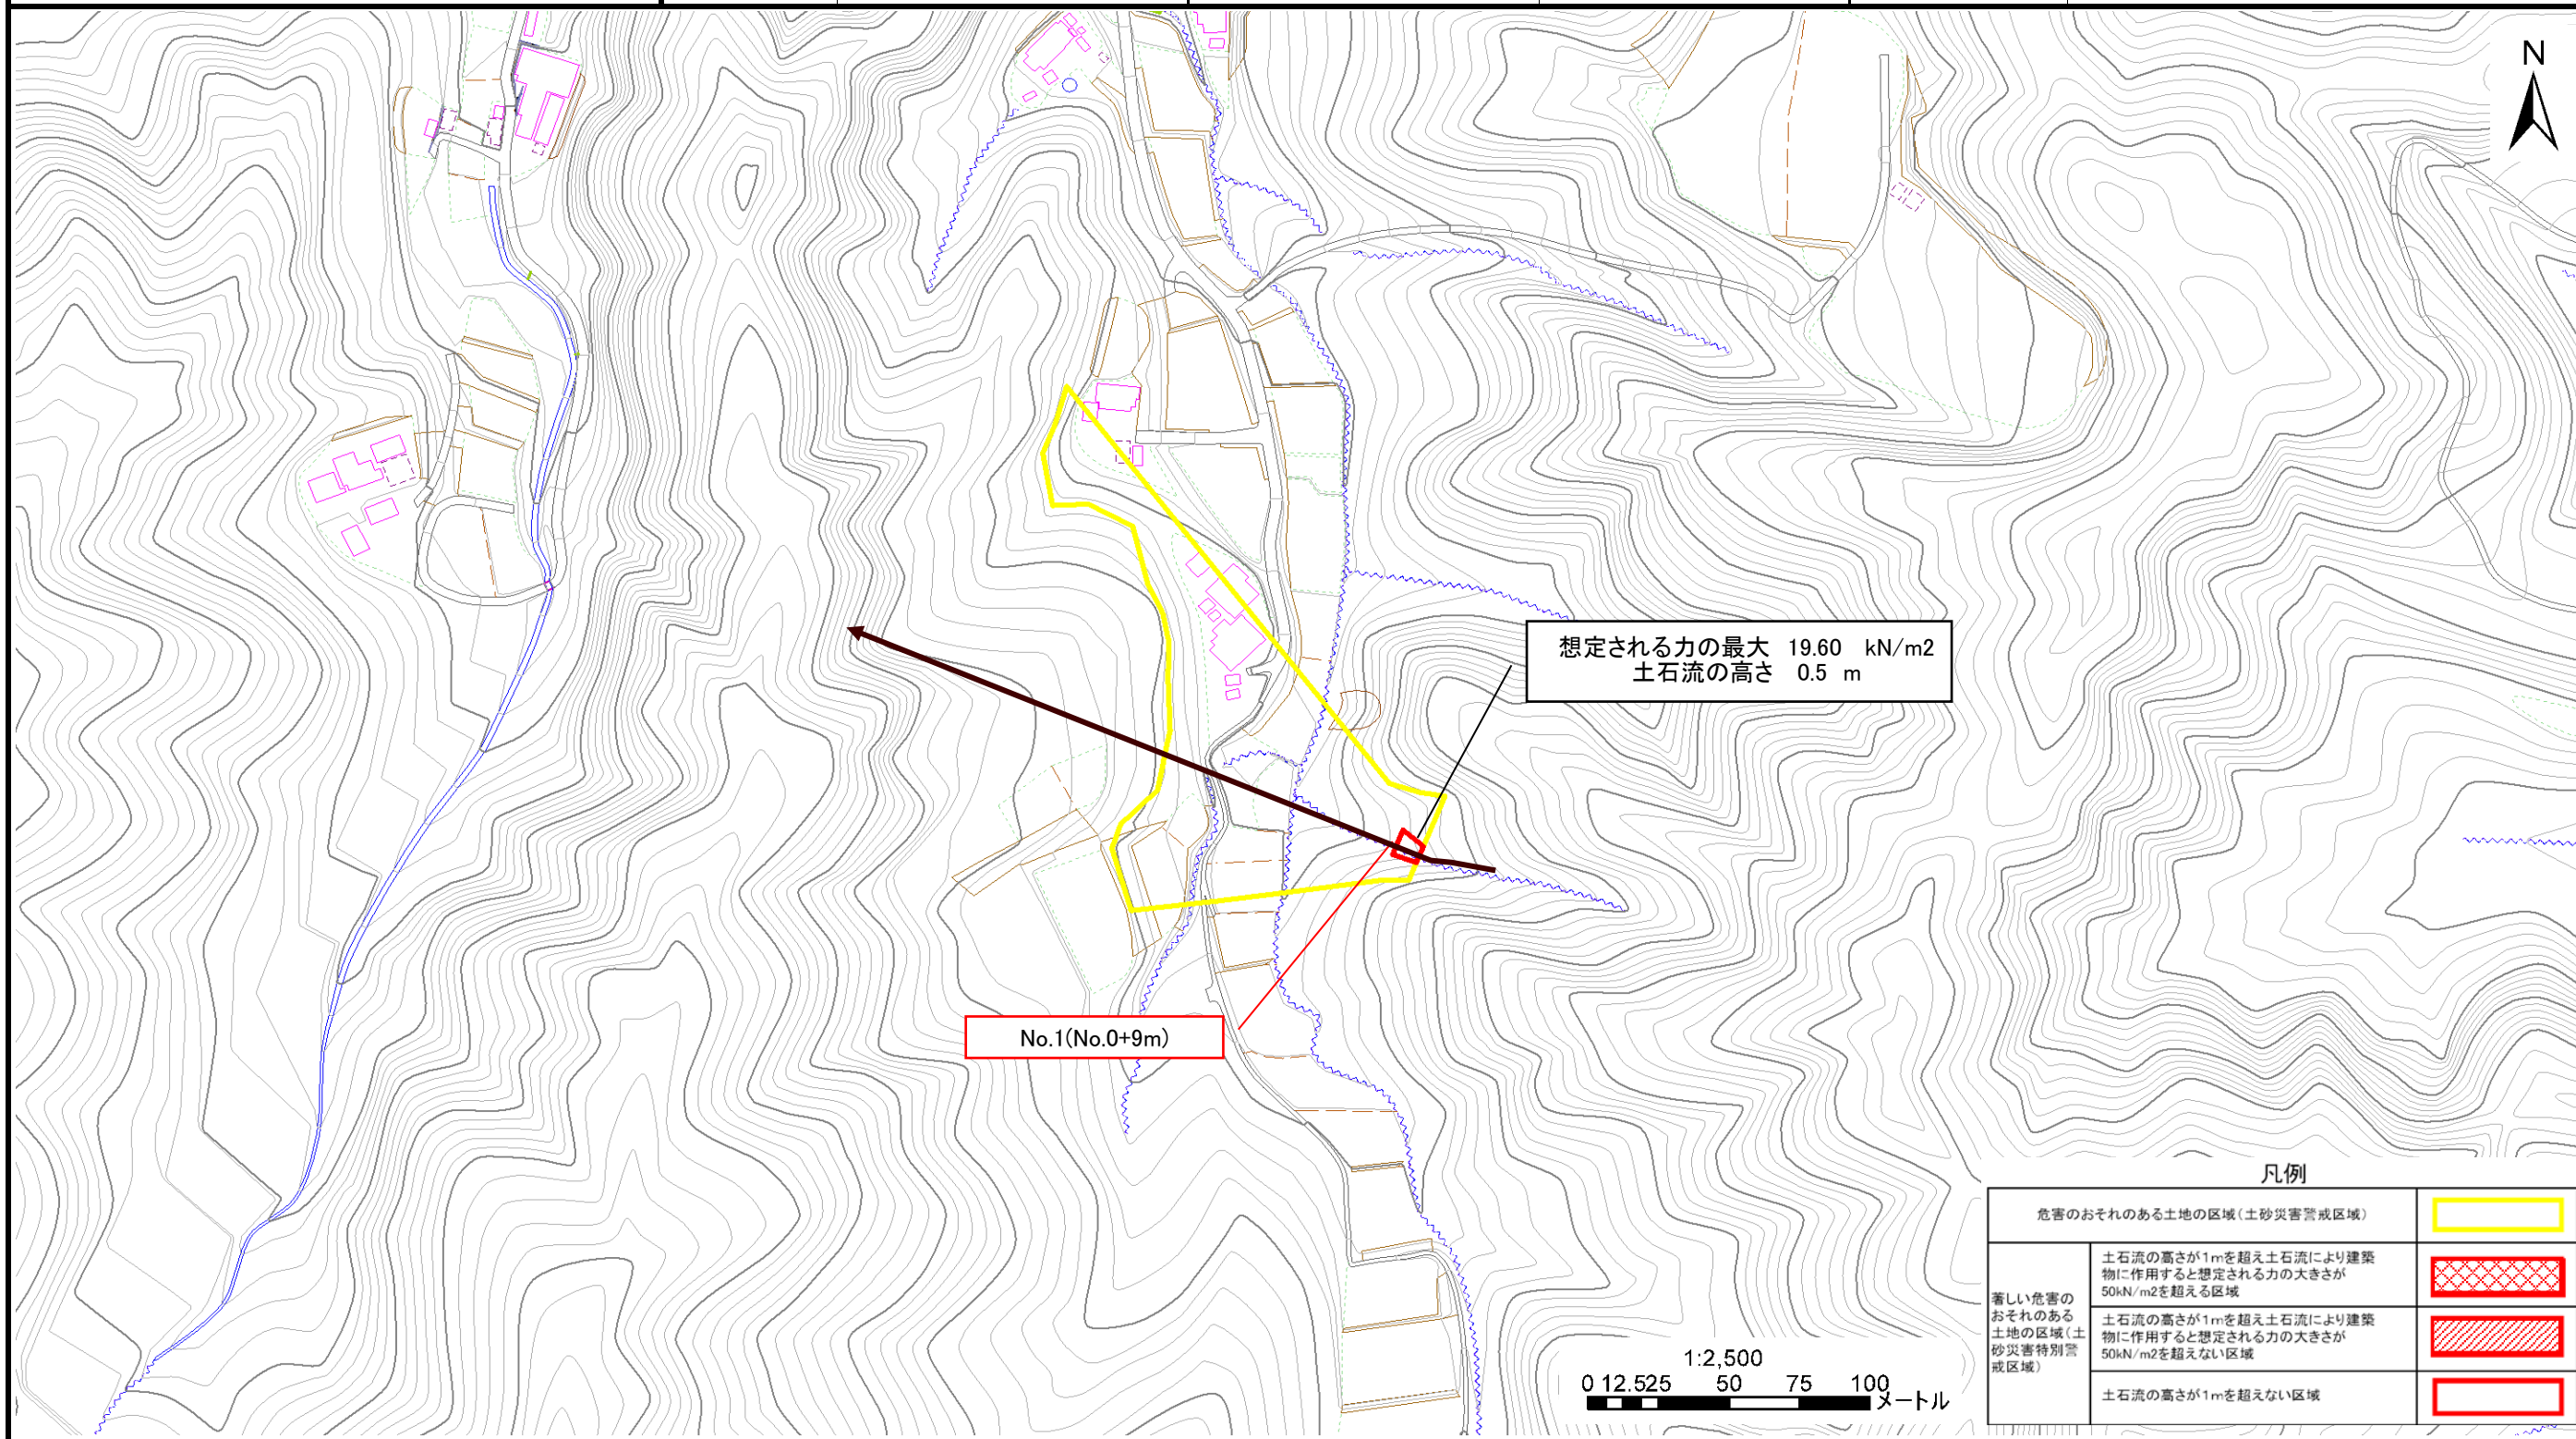 N
想定される力の最大 19.60 kN/m2
土石流の高さ 0.5 m
No.1(No.0+9m)
1:2,500
0 12.525 50 75 100
メートル
凡例
危害のおそれのある土地の区域(土砂災害警戒区域)
著しい危害の
おそれのある
土地の区域(土
砂災害特別警
戒区域)
土石流の高さが1mを超え土石流により建築
物に作用すると想定される力の大きさが
50kN/m2を超える区域
土石流の高さが1mを超え土石流により建築
物に作用すると想定される力の大きさが
50kN/m2を超えない区域
土石流の高さが1mを超えない区域